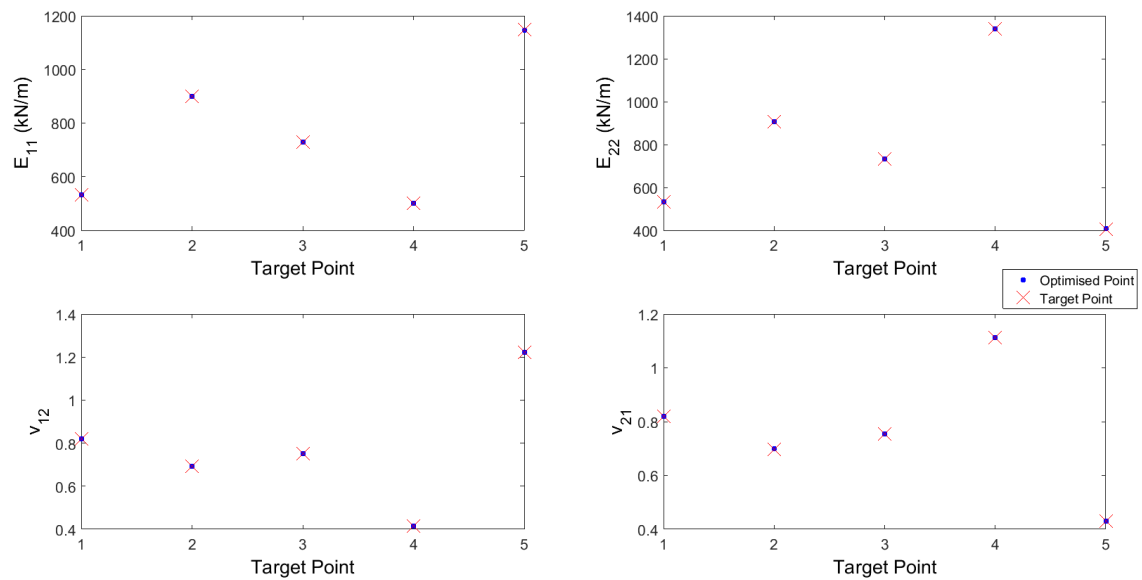 1200
1000
800
600
400
E11 (kN/m)
1 2 3 4 5
Target Point
1400
1200
1000
800
600
400
E22 (kN/m)
1 2 3 4 5
Target Point
Optimised Point
Target Point
1.4
1.2
1
0.8
0.6
0.4
v12
1 2 3 4 5
Target Point
1.2
1
0.8
0.6
0.4
v21
1 2 3 4 5
Target Point